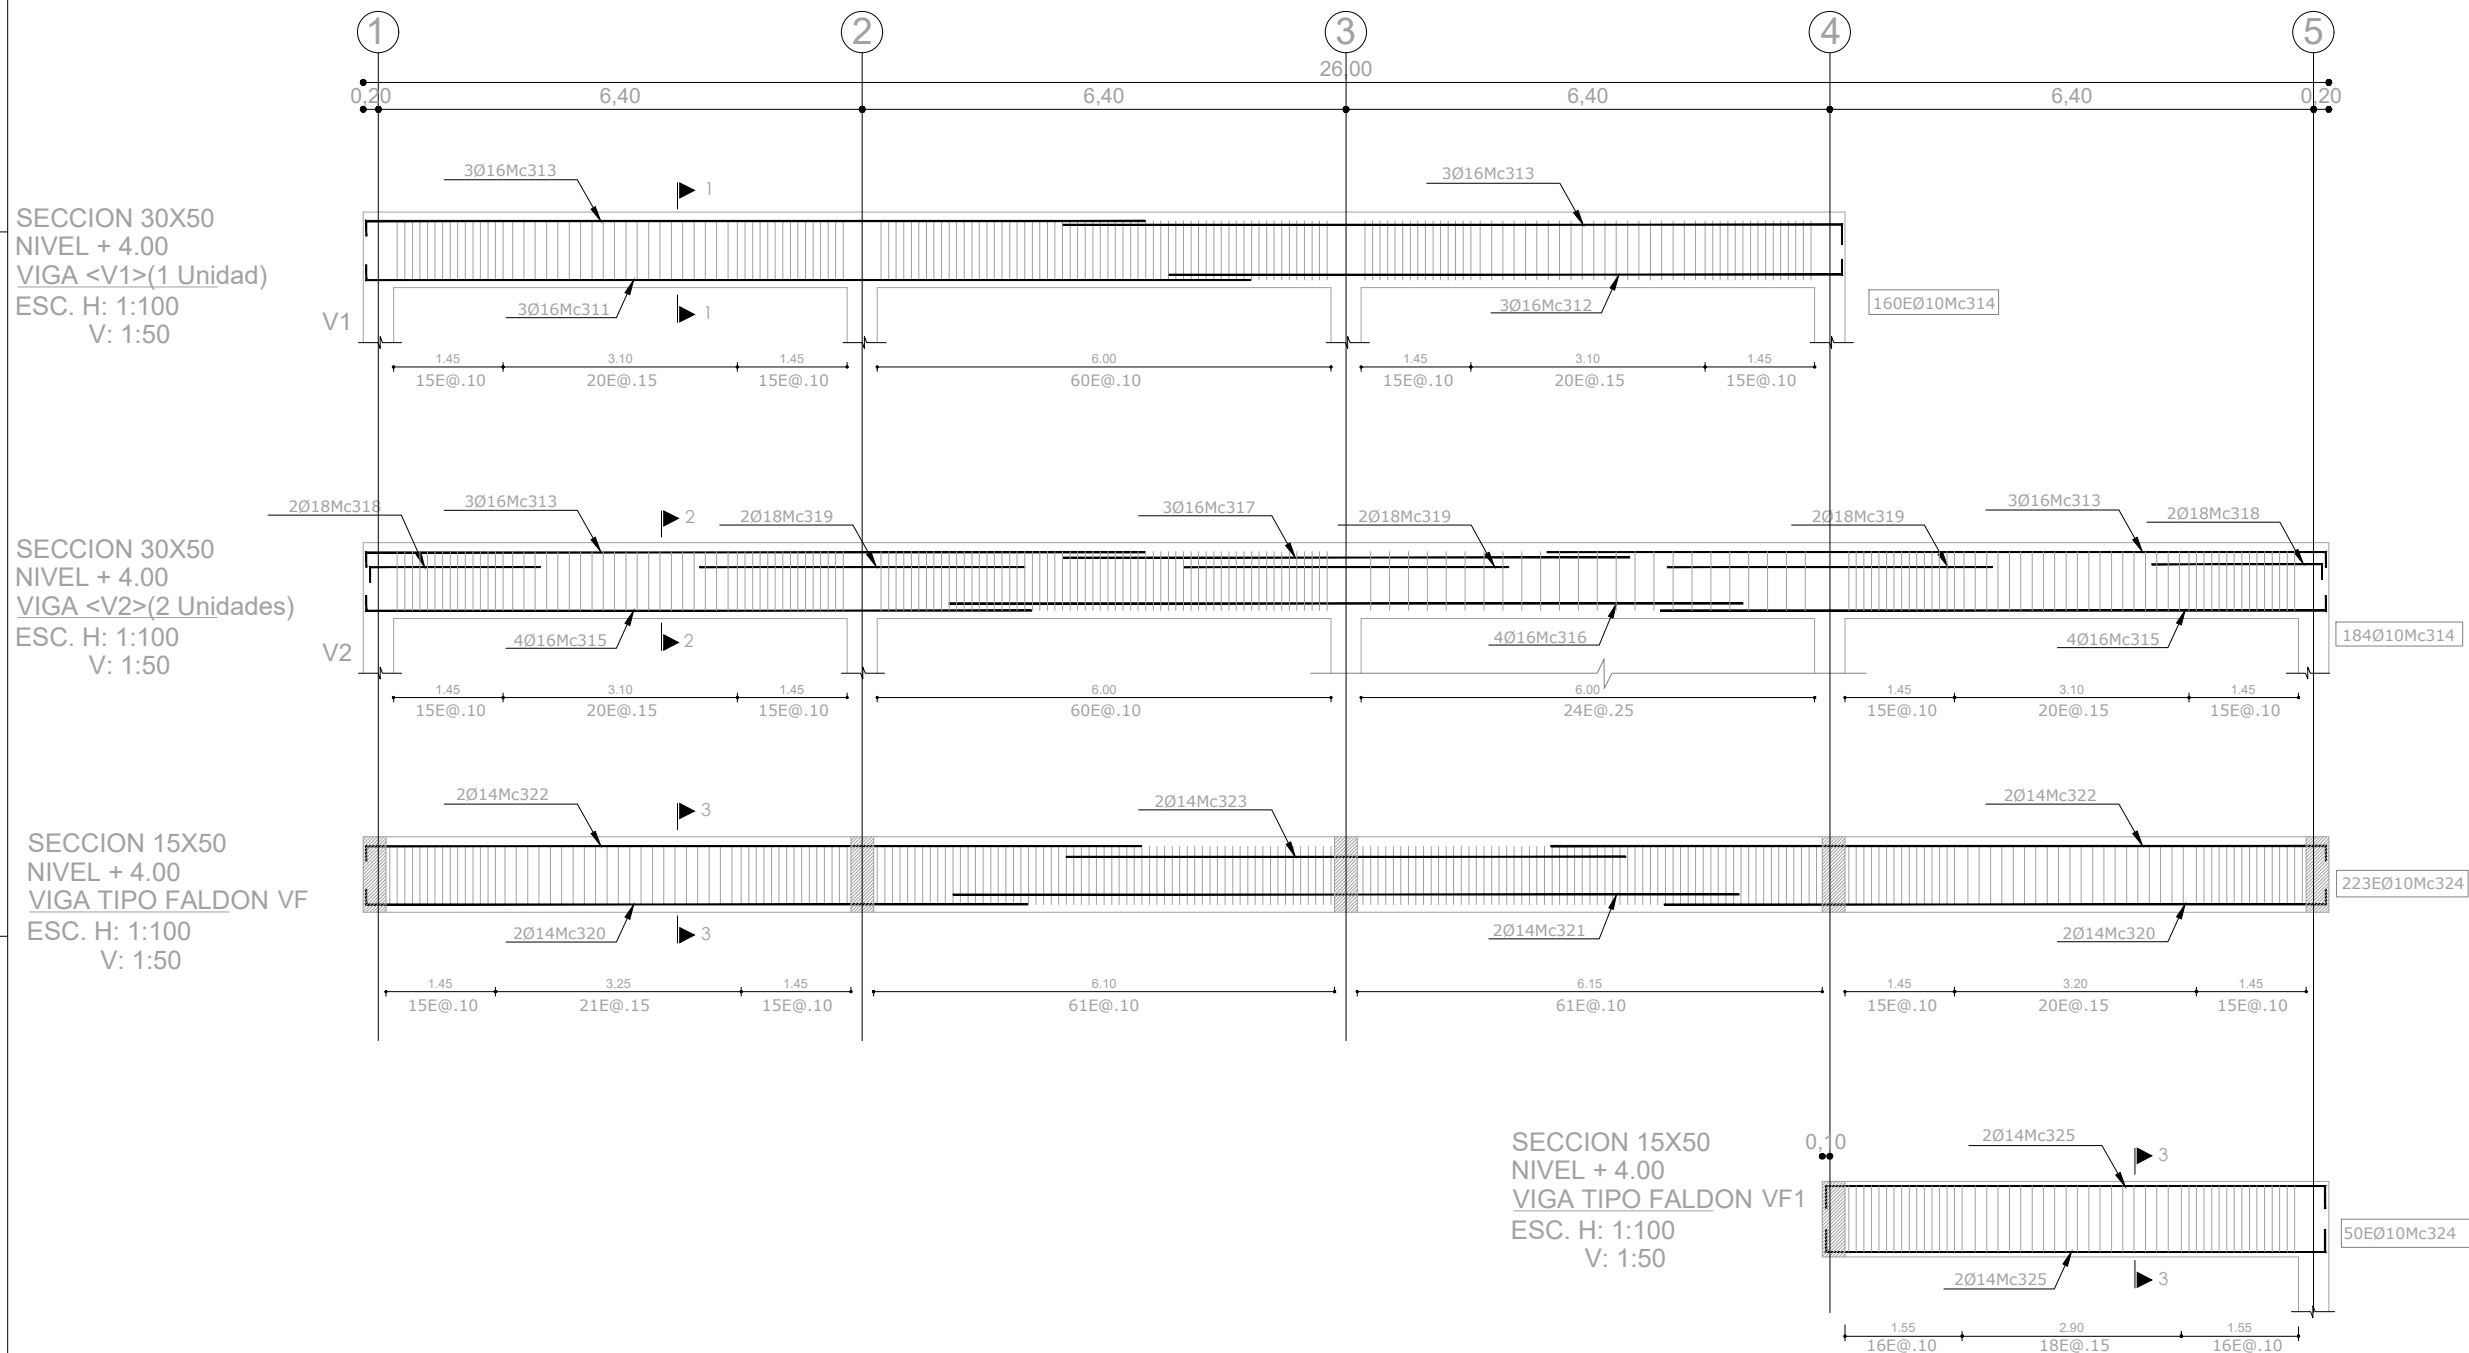 1 2 3 4 5
26,00
0,20 6,40 6,40 6,40 6,40 0,20
3Ø16Mc313 1 3Ø16Mc313
SECCION 30X50
NIVEL + 4.00
VIGA <V1>(1 Unidad)
ESC. H: 1:100
V: 1:50
V1
3Ø16Mc311 1 3Ø16Mc312 160EØ10Mc314
1.45 3.10 1.45 6.00 1.45 3.10 1.45
15E@.10 20E@.15 15E@.10 60E@.10 15E@.10 20E@.15 15E@.10
2Ø18Mc318 3Ø16Mc313 2 2Ø18Mc319 3Ø16Mc317 2Ø18Mc319 2Ø18Mc319 3Ø16Mc313 2Ø18Mc318
SECCION 30X50
NIVEL + 4.00
VIGA <V2>(2 Unidades)
ESC. H: 1:100
V: 1:50
V2
4Ø16Mc315 2 4Ø16Mc316 4Ø16Mc315 184Ø10Mc314
1.45 3.10 1.45 6.00 6.00 1.45 3.10 1.45
15E@.10 20E@.15 15E@.10 60E@.10 24E@.25 15E@.10 20E@.15 15E@.10
2Ø14Mc322 3 2Ø14Mc323 2Ø14Mc322
SECCION 15X50
NIVEL + 4.00
VIGA TIPO FALDON VF
ESC. H: 1:100
V: 1:50
223EØ10Mc324
2Ø14Mc320 3 2Ø14Mc321 2Ø14Mc320
1.45 3.25 1.45 6.10 6.15 1.45 3.20 1.45
15E@.10 21E@.15 15E@.10 61E@.10 61E@.10 15E@.10 20E@.15 15E@.10
SECCION 15X50
NIVEL + 4.00
VIGA TIPO FALDON VF1
ESC. H: 1:100
V: 1:50
0,10 2Ø14Mc325 3
50EØ10Mc324
2Ø14Mc325 3
1.55 2.90 1.55
16E@.10 18E@.15 16E@.10